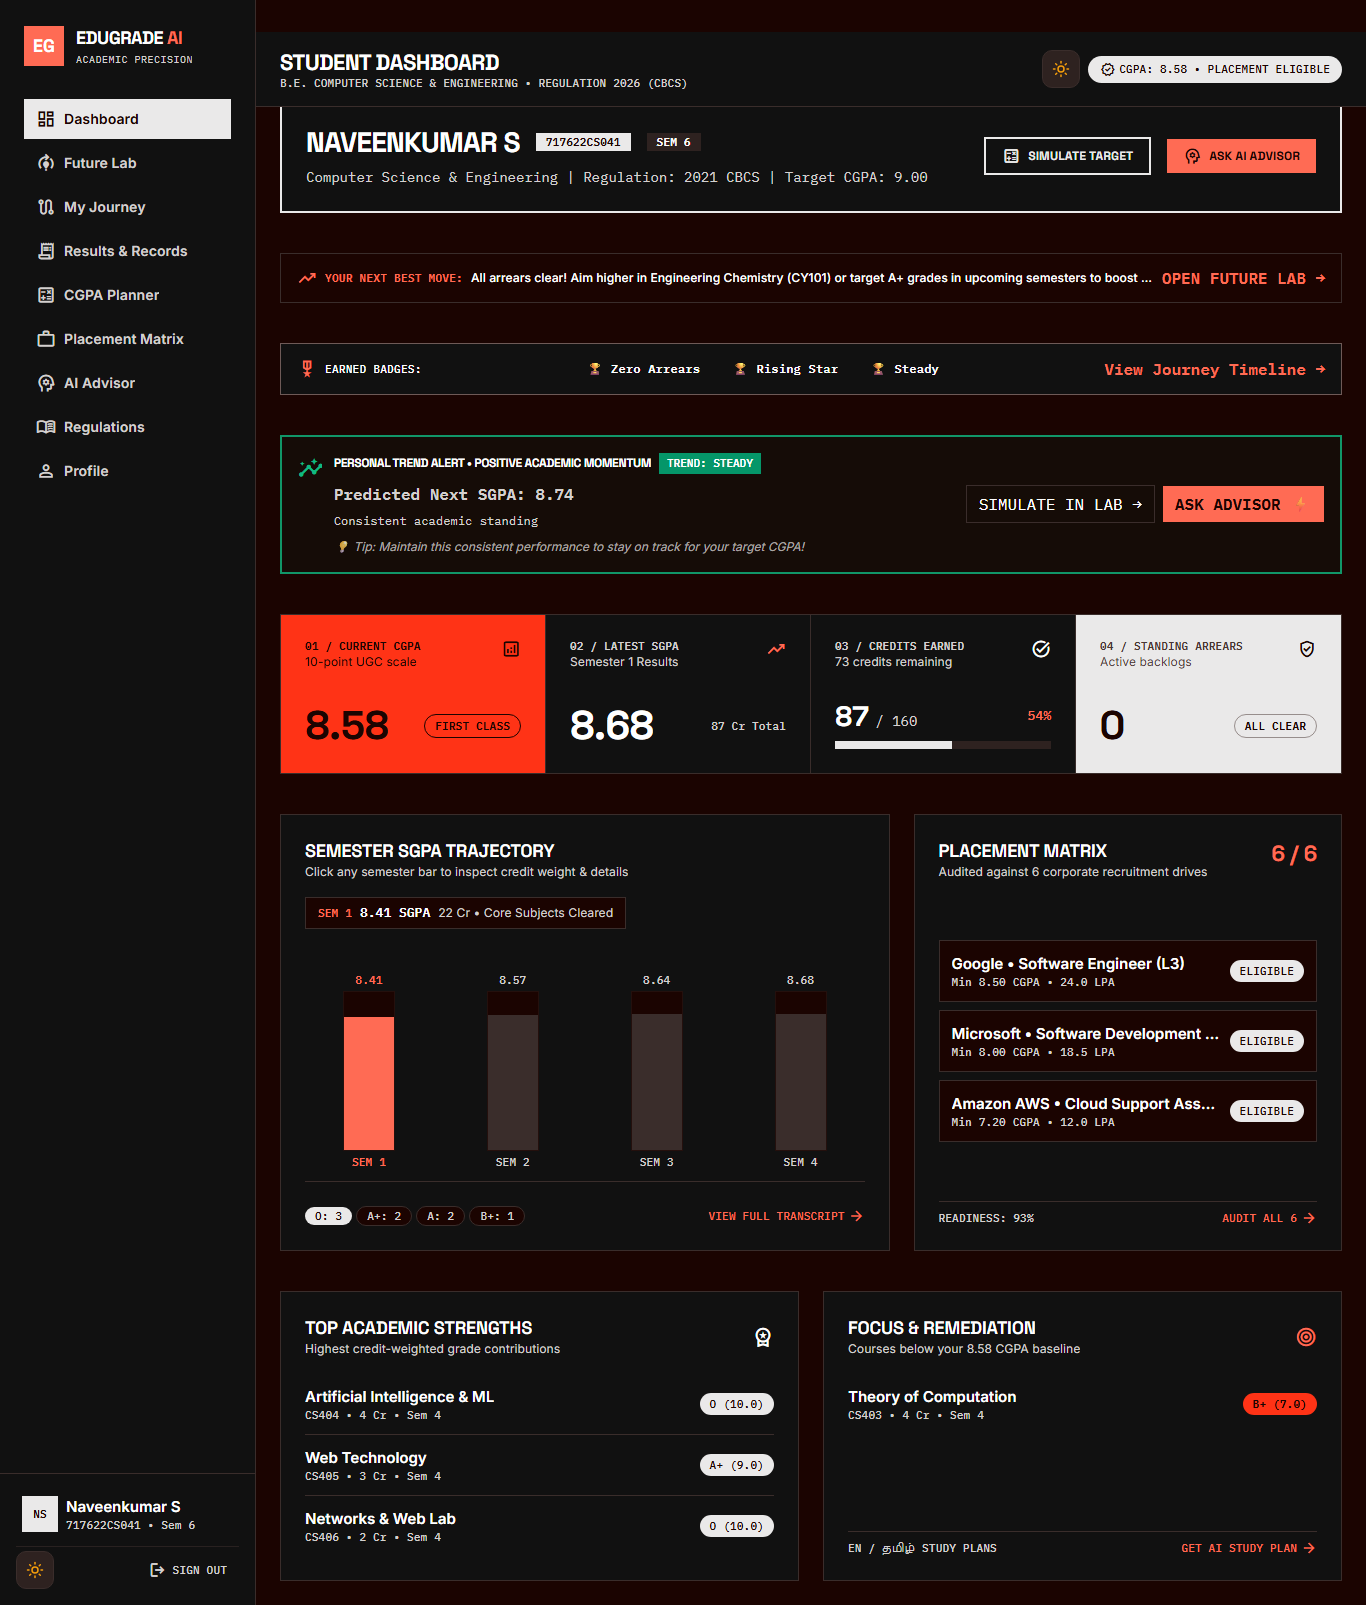 EG
EDUGRADE AI
ACADEMIC PRECISION
Dashboard
Future Lab
My Journey
Results & Records
CGPA Planner
Placement Matrix
AI Advisor
Regulations
Profile
NS
Naveenkumar S
717622CS041 • Sem 6
SIGN OUT
STUDENT DASHBOARD
B.E. COMPUTER SCIENCE & ENGINEERING • REGULATION 2026 (CBCS)
CGPA: 8.58 • PLACEMENT ELIGIBLE
NAVEENKUMAR S 717622CS041 SEM 6
Computer Science & Engineering | Regulation: 2021 CBCS | Target CGPA: 9.00
SIMULATE TARGET
ASK AI ADVISOR
YOUR NEXT BEST MOVE: All arrears clear! Aim higher in Engineering Chemistry (CY101) or target A+ grades in upcoming semesters to boost ... OPEN FUTURE LAB →
EARNED BADGES: 🏆 Zero Arrears 🏆 Rising Star 🏆 Steady View Journey Timeline →
PERSONAL TREND ALERT • POSITIVE ACADEMIC MOMENTUM TREND: STEADY
Predicted Next SGPA: 8.74
Consistent academic standing
💡 Tip: Maintain this consistent performance to stay on track for your target CGPA!
SIMULATE IN LAB →
ASK ADVISOR ⚡
01 / CURRENT CGPA
10-point UGC scale
8.58
FIRST CLASS
02 / LATEST SGPA
Semester 1 Results
8.68
87 Cr Total
03 / CREDITS EARNED
73 credits remaining
87 / 160
54%
04 / STANDING ARREARS
Active backlogs
0
ALL CLEAR
SEMESTER SGPA TRAJECTORY
Click any semester bar to inspect credit weight & details
SEM 1 8.41 SGPA 22 Cr • Core Subjects Cleared
8.41 8.57 8.64 8.68
SEM 1 SEM 2 SEM 3 SEM 4
O: 3 A+: 2 A: 2 B+: 1
VIEW FULL TRANSCRIPT →
PLACEMENT MATRIX
6/6
Audited against 6 corporate recruitment drives
Google • Software Engineer (L3)
Min 8.50 CGPA • 24.0 LPA
ELIGIBLE
Microsoft • Software Development ...
Min 8.00 CGPA • 18.5 LPA
ELIGIBLE
Amazon AWS • Cloud Support Ass...
Min 7.20 CGPA • 12.0 LPA
ELIGIBLE
READINESS: 93%
AUDIT ALL 6 →
TOP ACADEMIC STRENGTHS
Highest credit-weighted grade contributions
Artificial Intelligence & ML
CS404 • 4 Cr • Sem 4
O (10.0)
Web Technology
CS405 • 3 Cr • Sem 4
A+ (9.0)
Networks & Web Lab
CS406 • 2 Cr • Sem 4
O (10.0)
FOCUS & REMEDIATION
Courses below your 8.58 CGPA baseline
Theory of Computation
CS403 • 4 Cr • Sem 4
B+ (7.0)
EN / தமிழ் STUDY PLANS
GET AI STUDY PLAN →